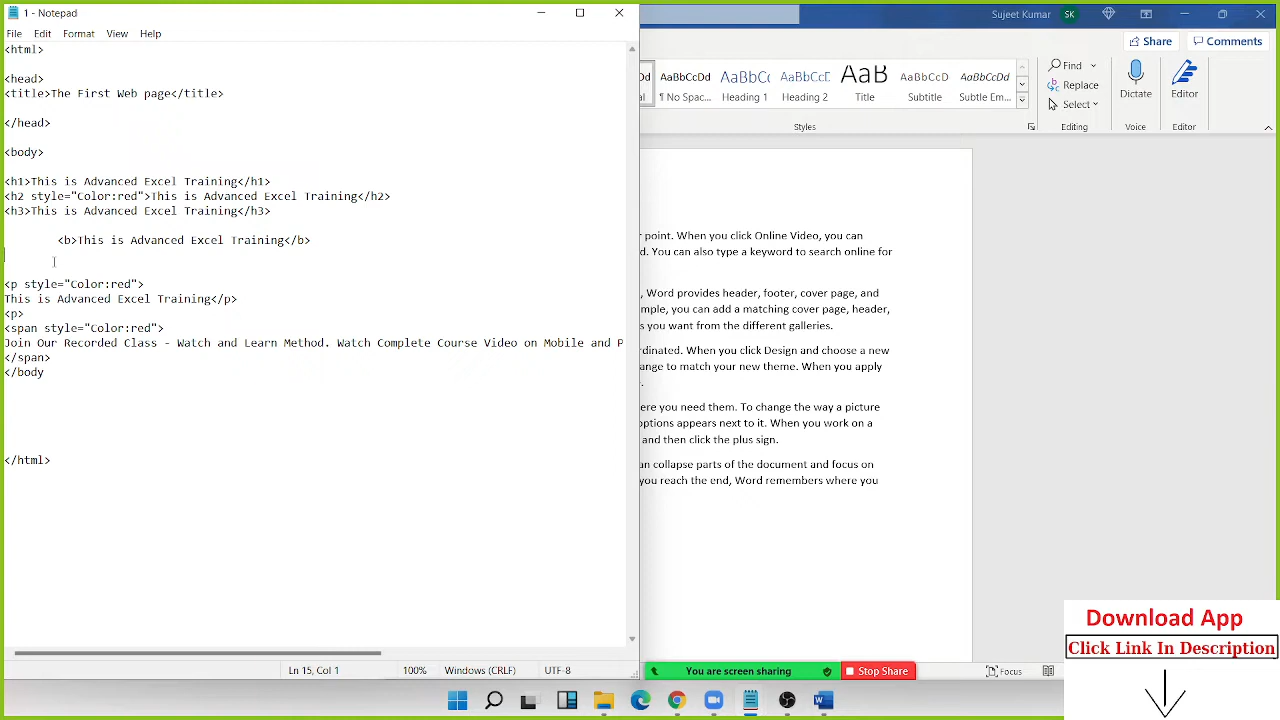 1 - Notepad
File Edit Format View Help
<html>
<head>
<title>The First Web page</title>
</head>
<body>
<h1>This is Advanced Excel Training</h1>
<h2 style="Color:red">This is Advanced Excel Training</h2>
<h3>This is Advanced Excel Training</h3>
<b>This is Advanced Excel Training</b>
<p style="Color:red">
This is Advanced Excel Training</p>
<p>
<span style="Color:red">
Join Our Recorded Class - Watch and Learn Method. Watch Complete Course Video on Mobile and P
</span>
</body
</html>
Ln 15, Col 1 100% Windows (CRLF) UTF-8
Sujeet Kumar SK
Share Comments
AaBbCcDd AaBbCc AaBbCcE AaB AaBbCcD AaBbCcDd
¶ No Spac... Heading 1 Heading 2 Title Subtitle Subtle Em...
Styles
Find
Replace
Select
Editing
Dictate
Voice
Editor
Editor
point. When you click Online Video, you can
You can also type a keyword to search online for
, Word provides header, footer, cover page, and
mple, you can add a matching cover page, header,
s you want from the different galleries.
dinated. When you click Design and choose a new
ange to match your new theme. When you apply
ere you need them. To change the way a picture
options appears next to it. When you work on a
and then click the plus sign.
an collapse parts of the document and focus on
you reach the end, Word remembers where you
You are screen sharing Stop Share
Focus
Download App
Click Link In Description